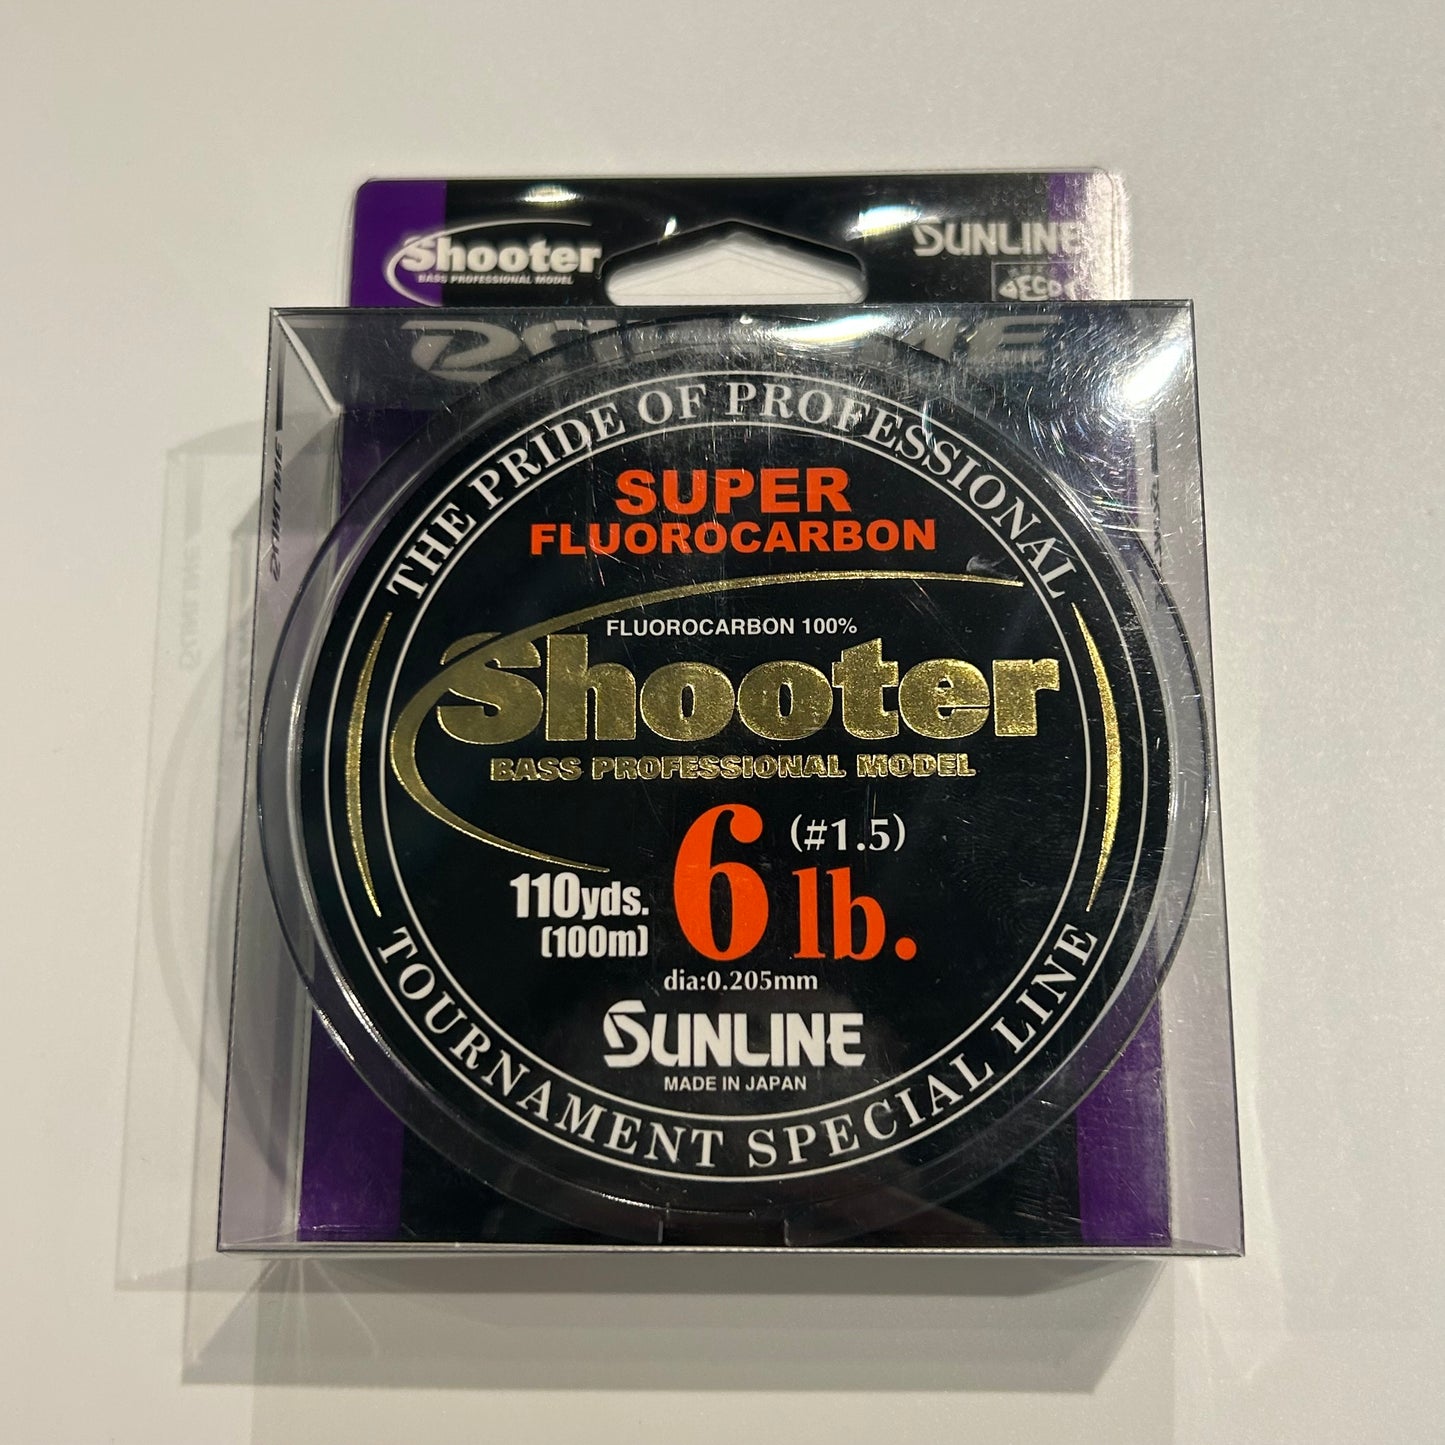 Shooter
BASS PROFESSIONAL MODEL
SUNLINE
THE PRIDE OF PROFESSIONAL
SUPER
FLUOROCARBON
FLUOROCARBON 100%
Shooter
BASS PROFESSIONAL MODEL
(#1.5)
110yds. 6 lb.
(100m)
dia:0.205mm
SUNLINE
MADE IN JAPAN
TOURNAMENT SPECIAL LINE
SUNLINE